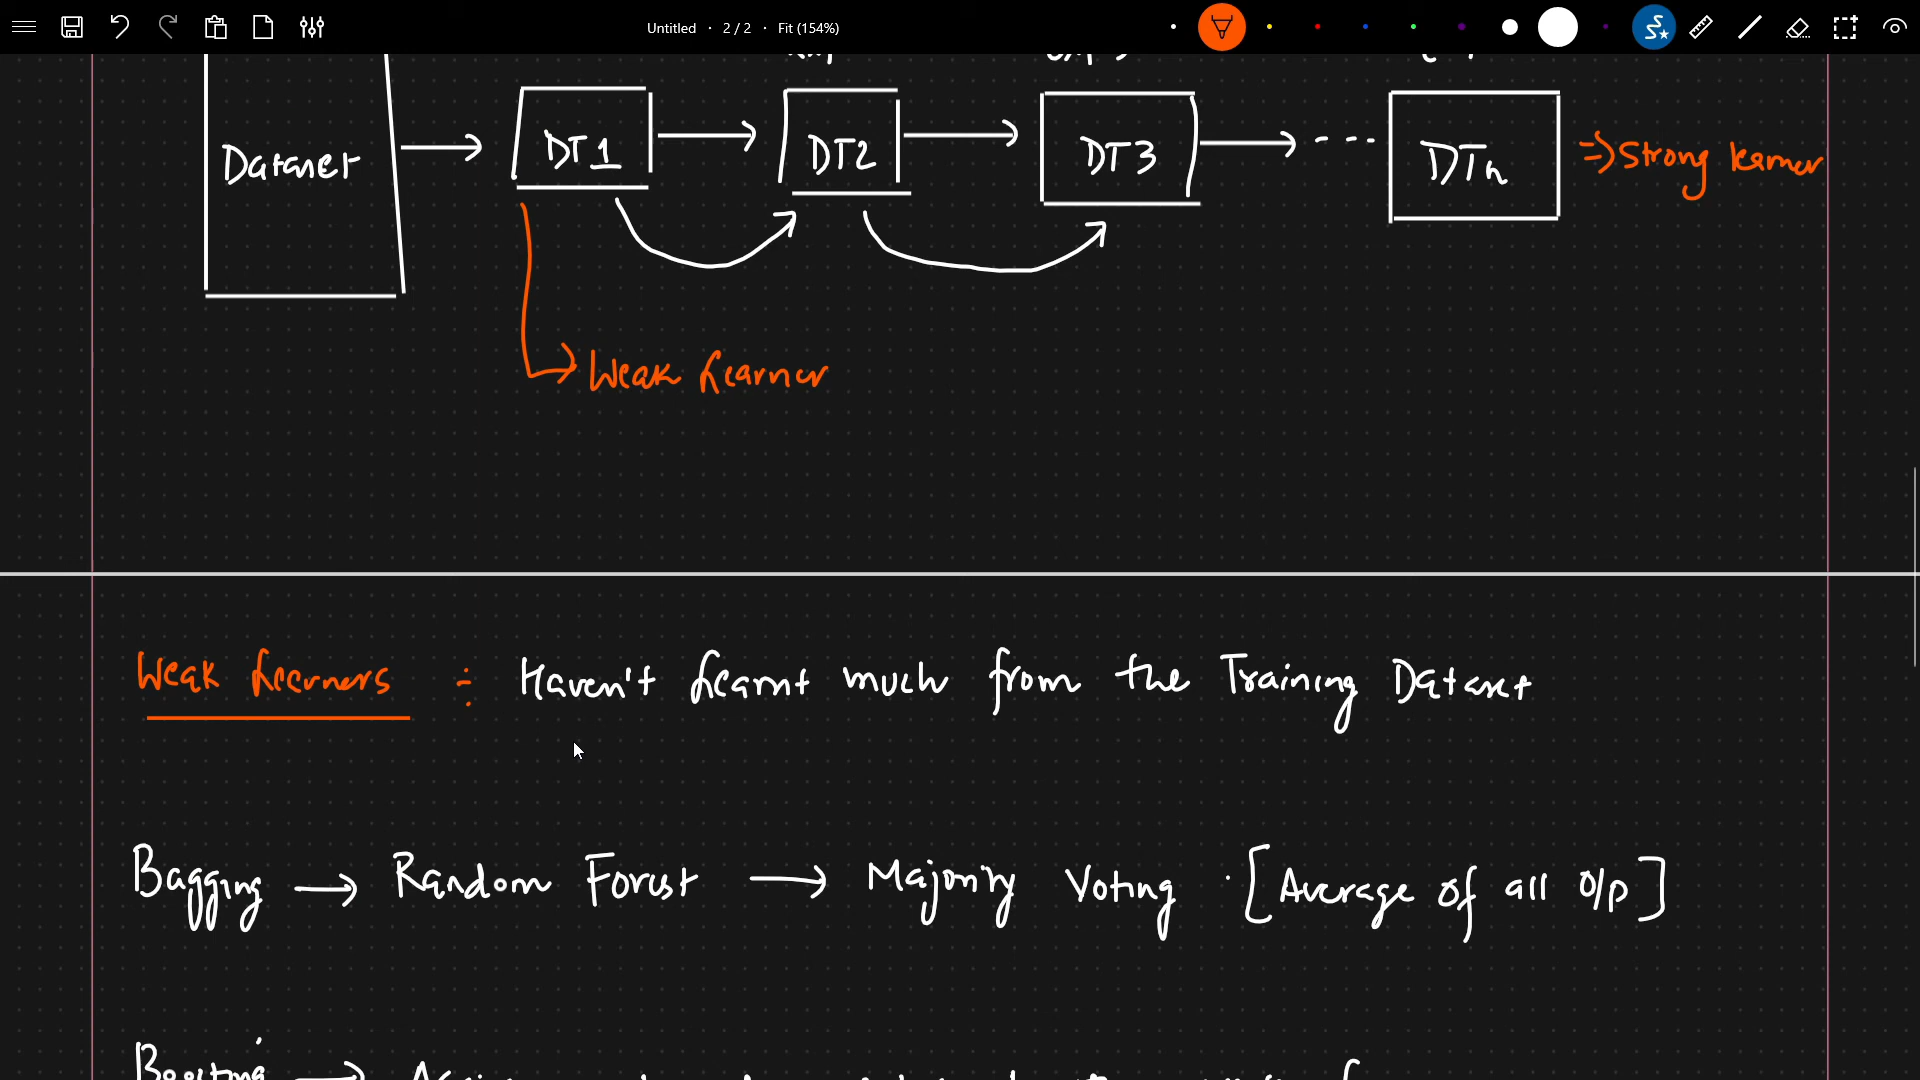 Untitled · 2 / 2 · Fit (154%)
Dataset DT1 DT2 DT3 DTn => Strong learner
Weak Learner
Weak Learners ÷ Haven't Learnt much from the Training Dataset
Bagging → Random Forest → Majority Voting · [Average of all O/p]
Boosting →